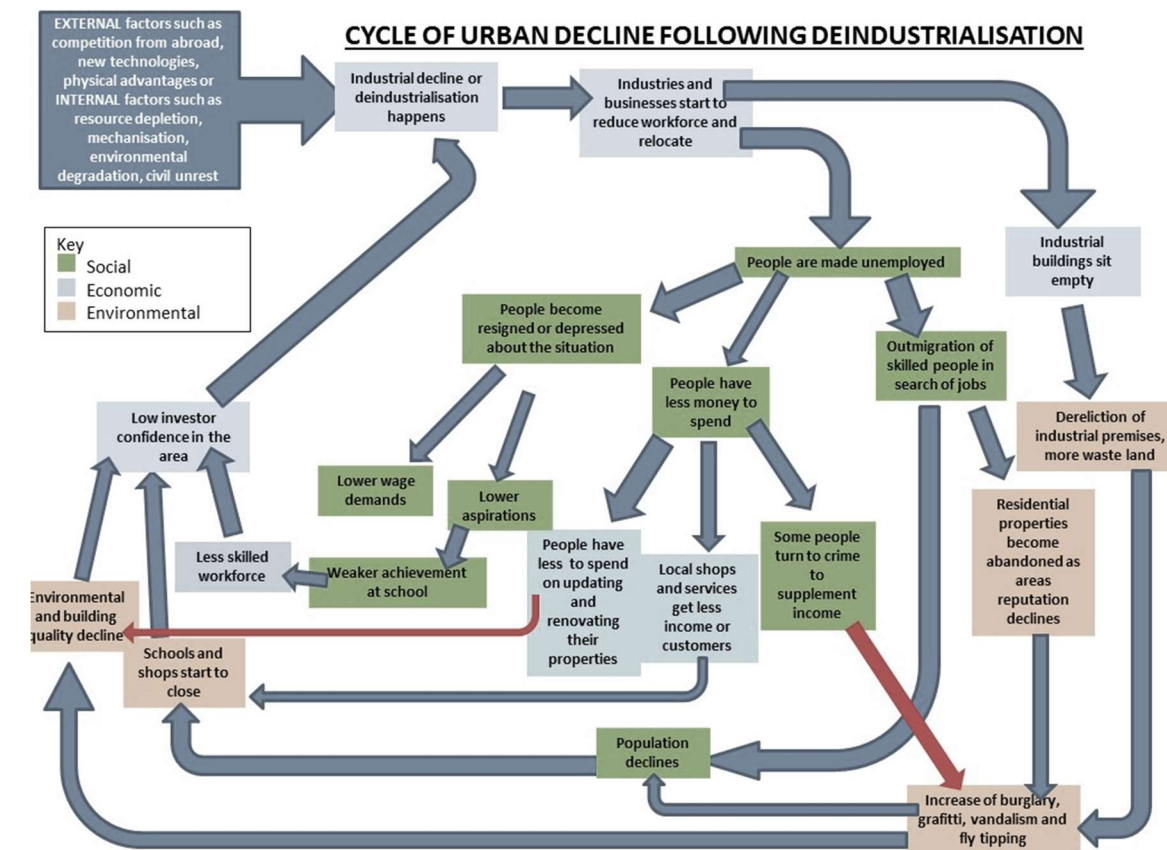 EXTERNAL factors such as
competition from abroad,
new technologies,
physical advantages or
INTERNAL factors such as
resource depletion,
mechanisation,
environmental
degradation, civil unrest
CYCLE OF URBAN DECLINE FOLLOWING DEINDUSTRIALISATION
Industrial decline or
deindustrialisation
happens
Industries and
businesses start to
reduce workforce and
relocate
Key
Social
Economic
Environmental
People are made unemployed
Industrial
buildings sit
empty
People become
resigned or depressed
about the situation
People have
less money to
spend
Outmigration of
skilled people in
search of jobs
Dereliction of
industrial premises,
more waste land
Low investor
confidence in the
area
Lower wage
demands
Lower
aspirations
Residential
properties
become
abandoned as
areas
reputation
declines
Less skilled
workforce
Weaker achievement
at school
People have
less to spend
on updating
and
renovating
their
properties
Local shops
and services
get less
income or
customers
Some people
turn to crime
to
supplement
income
Environmental
and building
quality decline
Schools and
shops start to
close
Population
declines
Increase of burglary,
grafitti, vandalism and
fly tipping